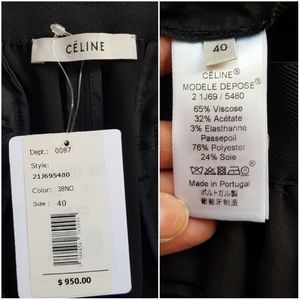 CÉLINE
Dept.: 0087
Style:
21J695480
Color: 38NO
Size: 40
$ 950.00
40
CÉLINE®
MODELE DEPOSE®
2 1J69 / 5480
65% Viscose
32% Acétate
3% Elasthanne
Passepoil
76% Polyester
24% Soie
Made in Portugal
ポルトガル製
葡萄牙制造